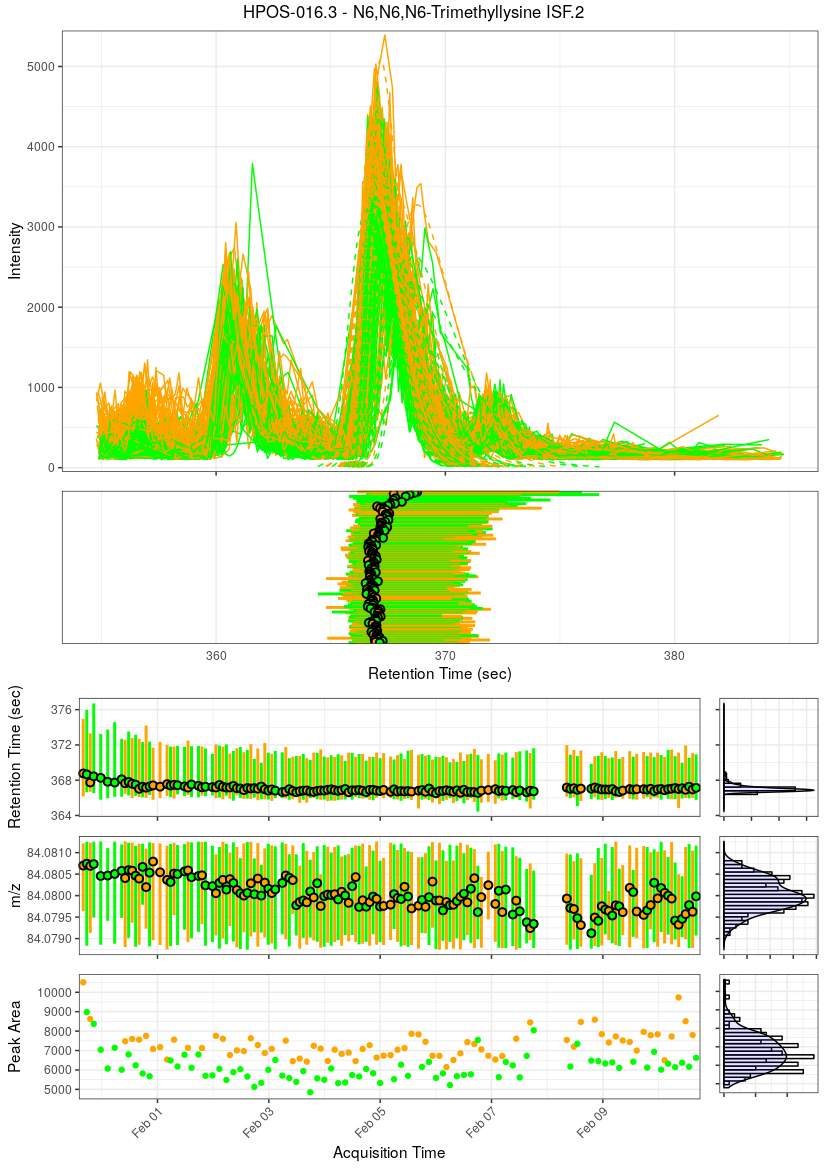 HPOS-016.3 - N6,N6,N6-Trimethyllysine ISF.2
Intensity
5000
4000
3000
2000
1000
0
360
370
380
Retention Time (sec)
Retention Time (sec)
376
372
368
364
m/z
84.0810
84.0805
84.0800
84.0795
84.0790
Peak Area
10000
9000
8000
7000
6000
5000
Feb 01
Feb 03
Feb 05
Feb 07
Feb 09
Acquisition Time